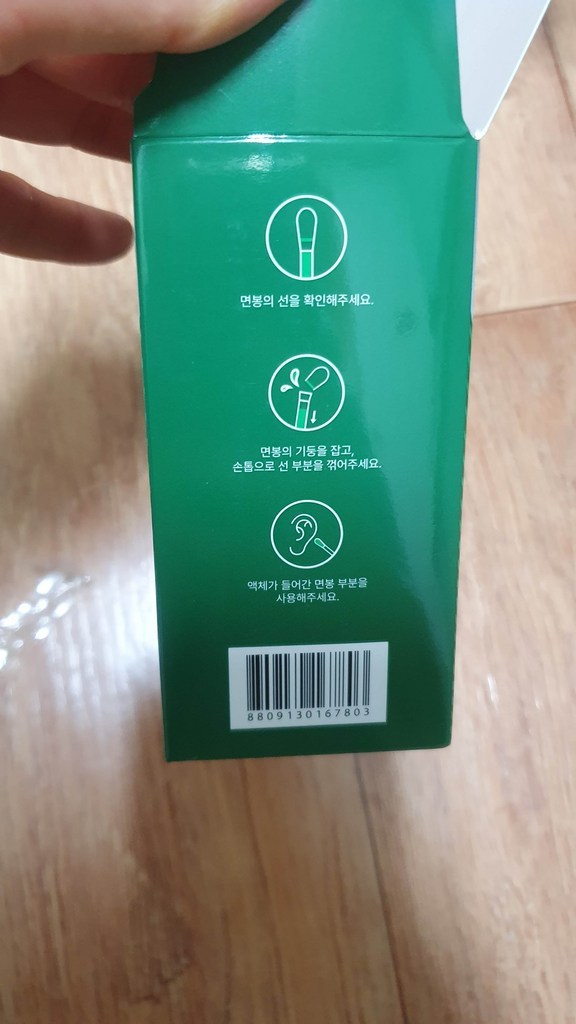 면봉의 선을 확인해주세요.
면봉의 기둥을 잡고,
손톱으로 선 부분을 꺾어주세요.
액체가 들어간 면봉 부분을
사용해주세요.
8809130167803